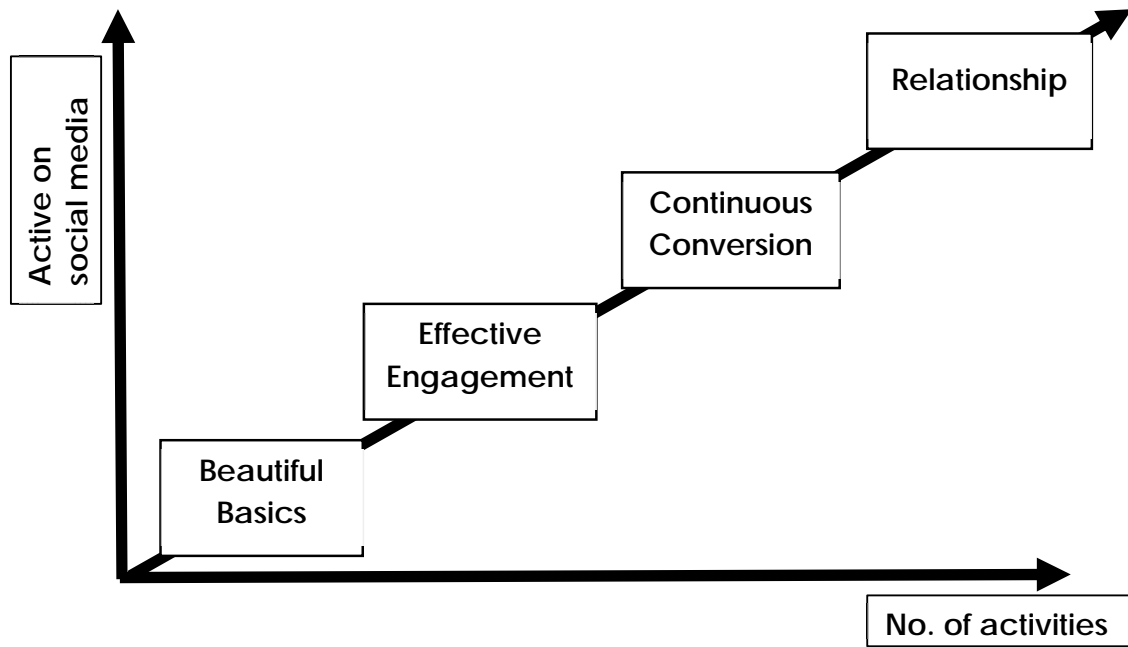 Active on
social media
Relationship
Continuous
Conversion
Effective
Engagement
Beautiful
Basics
No. of activities